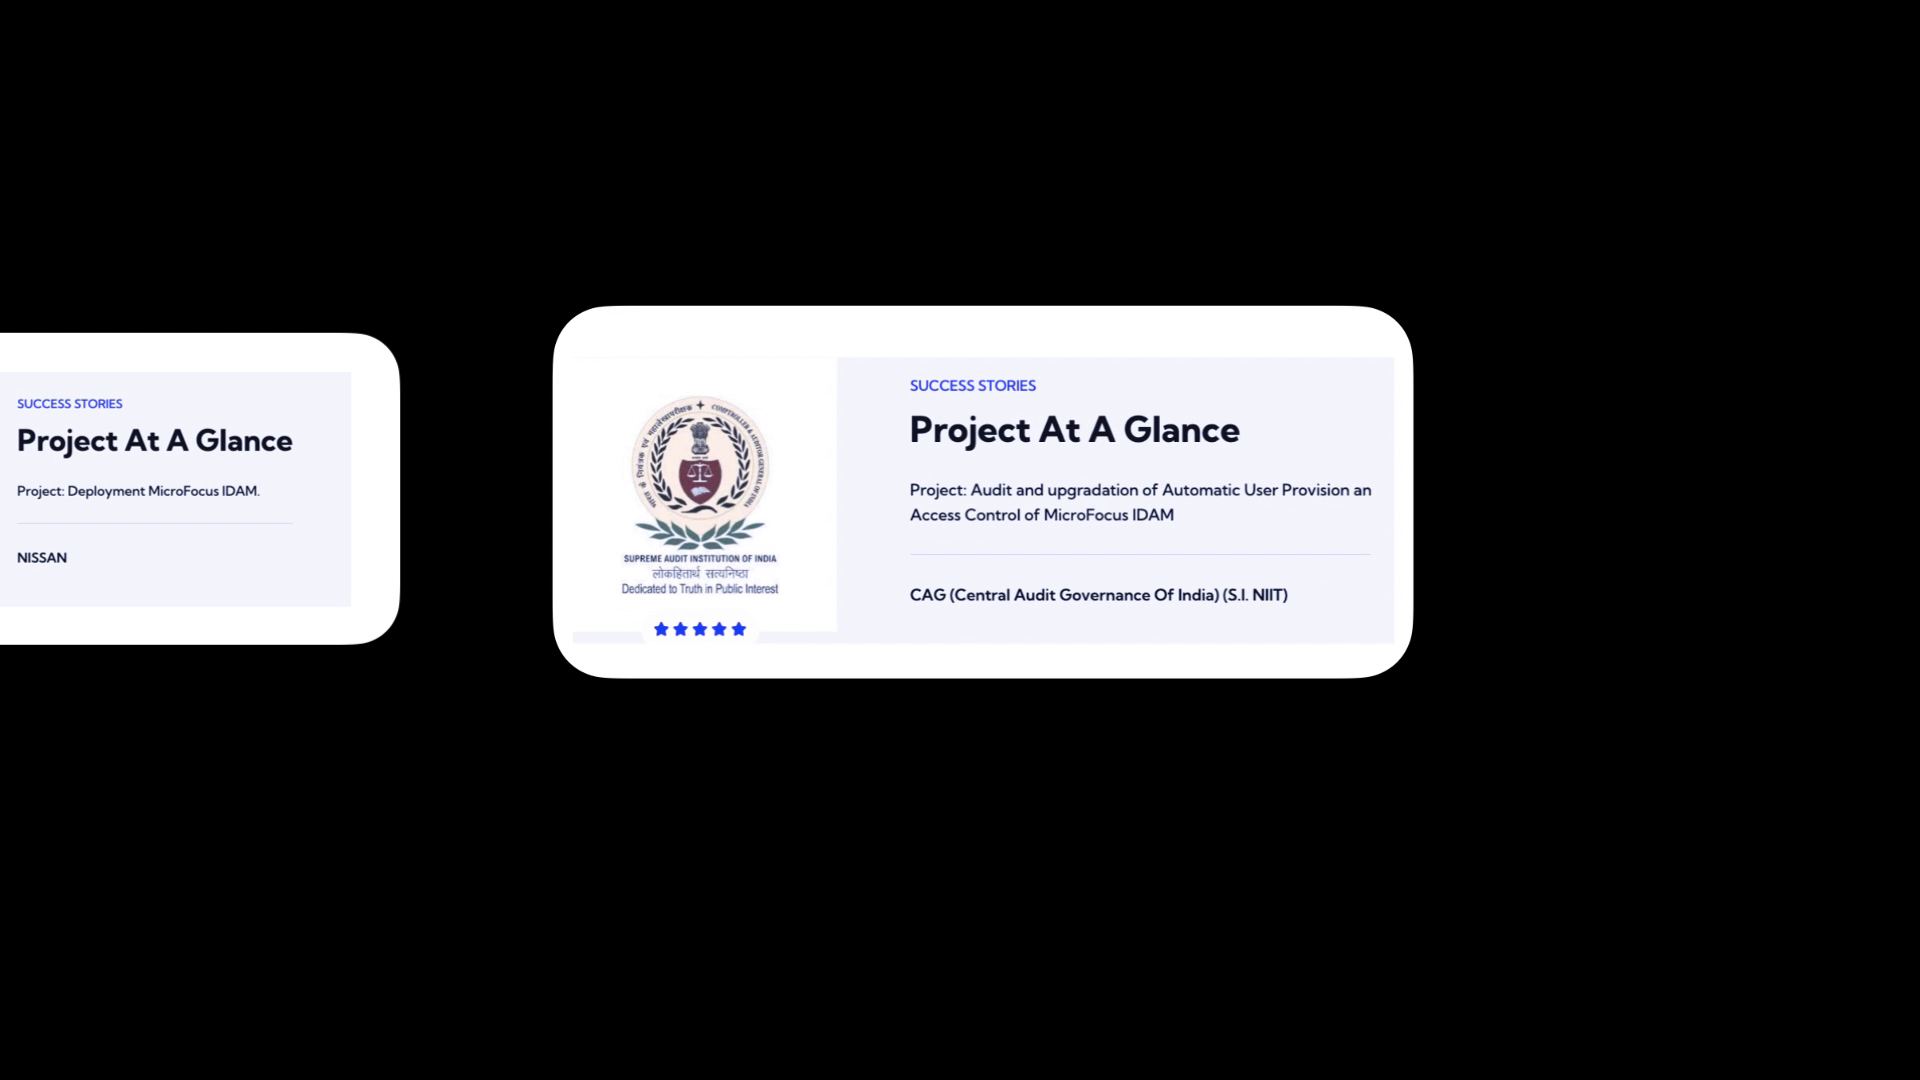 SUCCESS STORIES
Project At A Glance
Project: Deployment MicroFocus IDAM.
NISSAN
COMPTROLLER & AUDITOR GENERAL OF INDIA
SUPREME AUDIT INSTITUTION OF INDIA
लोकहितार्थ सत्यनिष्ठा
Dedicated to Truth in Public Interest
SUCCESS STORIES
Project At A Glance
Project: Audit and upgradation of Automatic User Provision an
Access Control of MicroFocus IDAM
CAG (Central Audit Governance Of India) (S.I. NIIT)